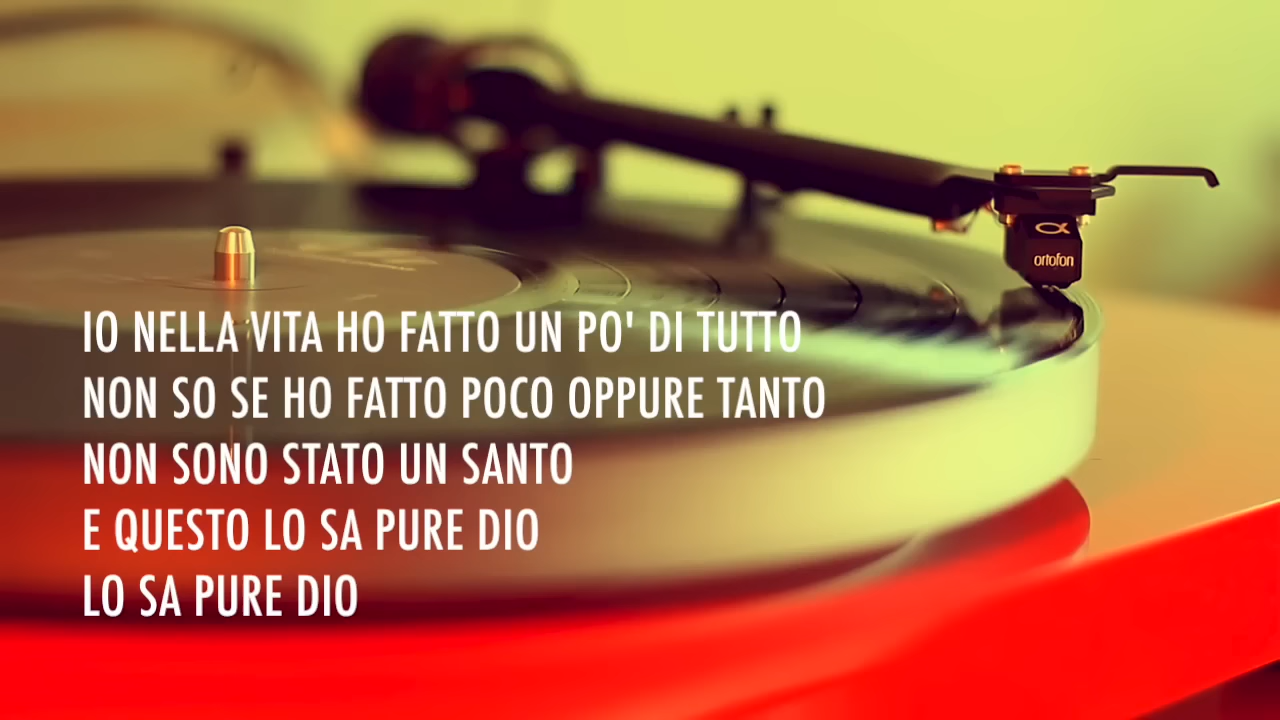 ortofon
IO NELLA VITA HO FATTO UN PO' DI TUTTO
NON SO SE HO FATTO POCO OPPURE TANTO
NON SONO STATO UN SANTO
E QUESTO LO SA PURE DIO
LO SA PURE DIO